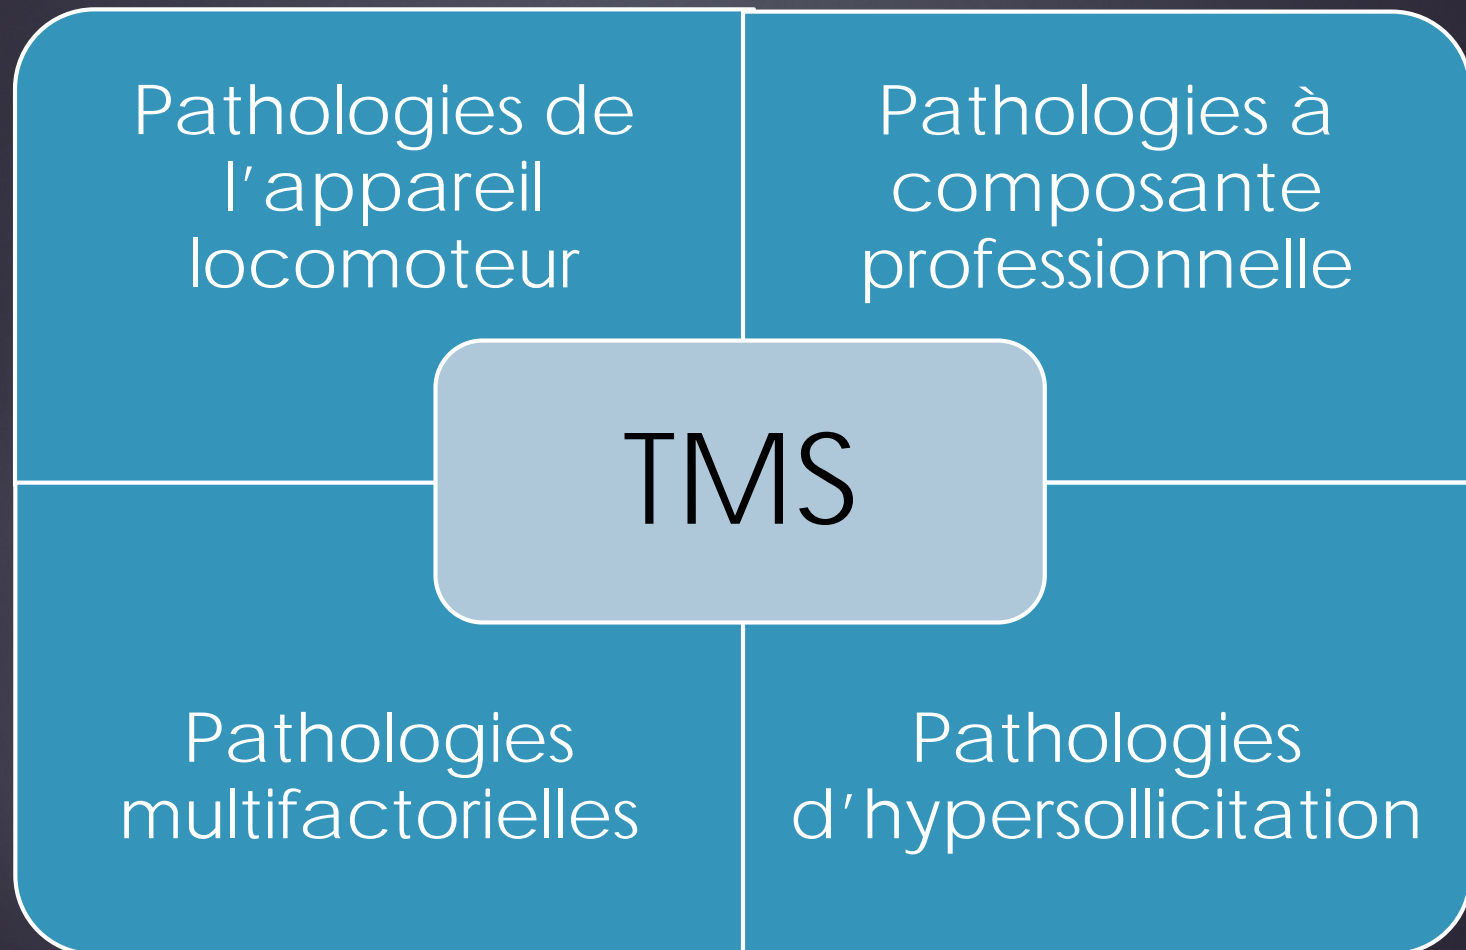 Pathologies de
l'appareil
locomoteur
Pathologies à
composante
professionnelle
TMS
Pathologies
multifactorielles
Pathologies
d'hypersollicitation